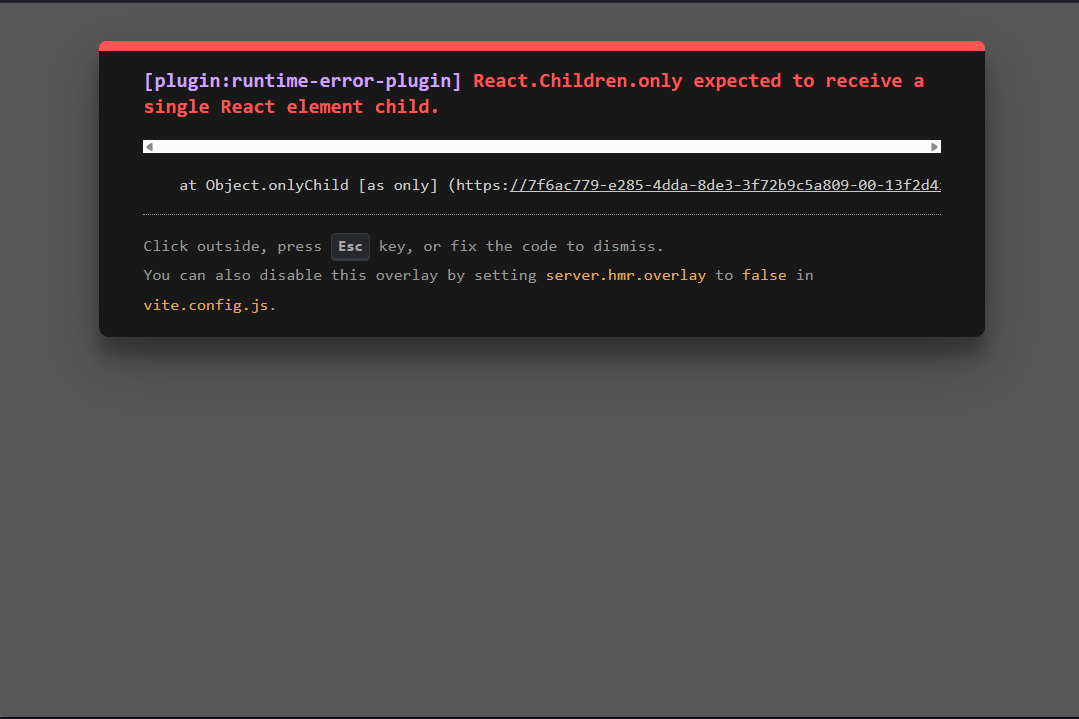 [plugin:runtime-error-plugin] React.Children.only expected to receive a
single React element child.
at Object.onlyChild [as only] (https://7f6ac779-e285-4dda-8de3-3f72b9c5a809-00-13f2d4
Click outside, press Esc key, or fix the code to dismiss.
You can also disable this overlay by setting server.hmr.overlay to false in
vite.config.js.